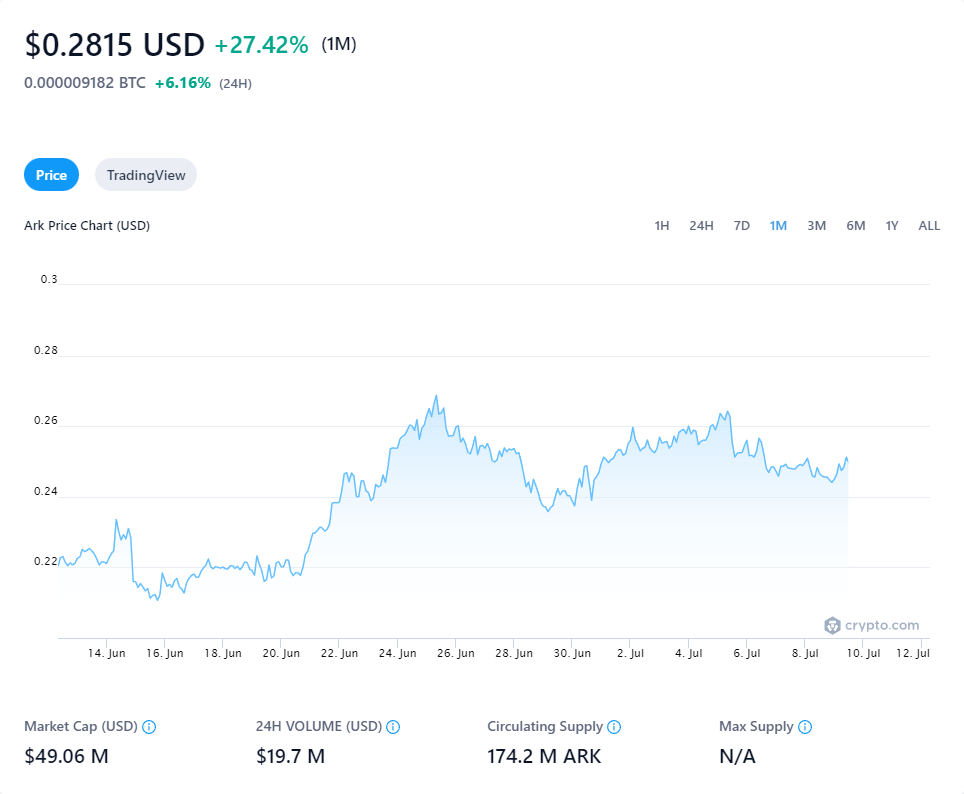 $0.2815 USD +27.42% (1M)
0.000009182 BTC +6.16% (24H)
Price TradingView
Ark Price Chart (USD) 1H 24H 7D 1M 3M 6M 1Y ALL
0.3
0.28
0.26
0.24
0.22
crypto.com
14. Jun 16. Jun 18. Jun 20. Jun 22. Jun 24. Jun 26. Jun 28. Jun 30. Jun 2. Jul 4. Jul 6. Jul 8. Jul 10. Jul 12. Jul
Market Cap (USD) 24H VOLUME (USD) Circulating Supply Max Supply
$49.06 M $19.7 M 174.2 M ARK N/A